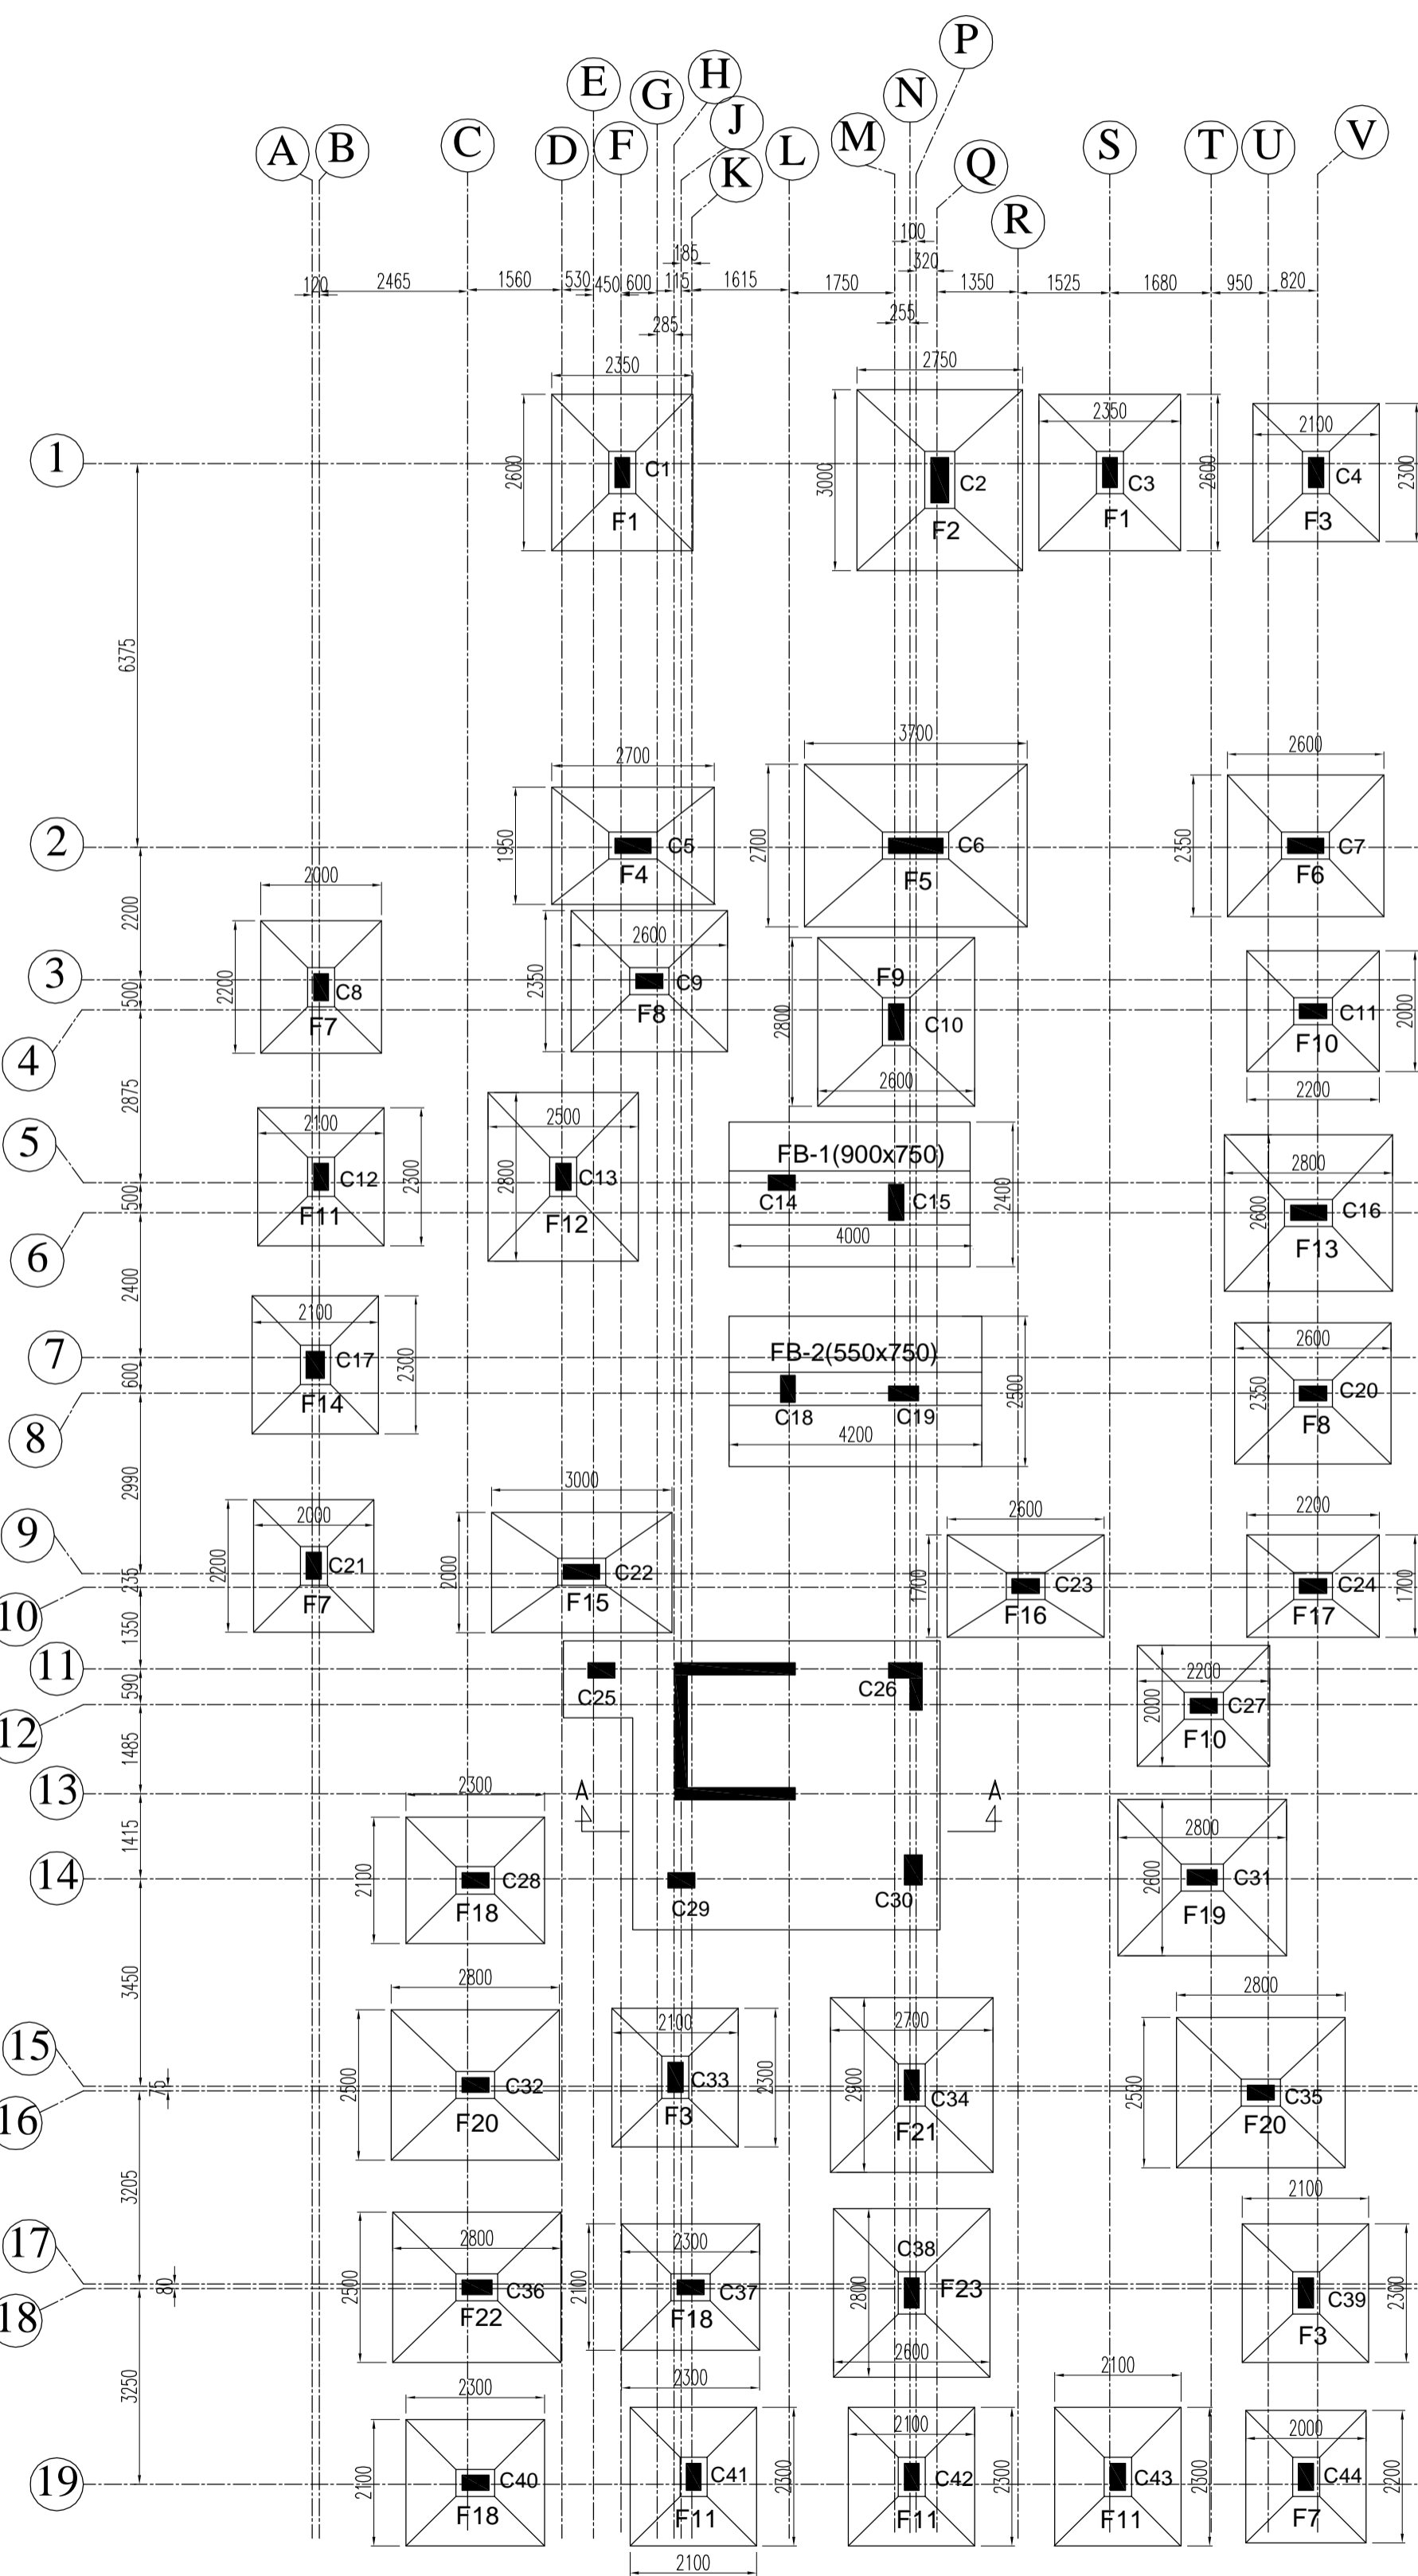 P
H
E
G
N
J
A
B
C
D
F
L
M
S
T
U
V
K
Q
R
100
185
320
120
2465
1560
530
450
600
115
1615
1750
1350
1525
1680
950
820
285
255
2350
2750
2350
2100
1
2600
C1
F1
3000
C2
F2
C3
F1
2600
C4
F3
2300
6375
2700
3700
2600
2
1950
C5
F4
2700
C6
F5
2350
C7
F6
2200
2000
2600
3
500
2200
C8
F7
2350
C9
F8
F9
2800
C10
2600
C11
F10
2000
2200
4
2875
5
2100
2500
FB-1(900x750)
2800
500
C12
F11
2300
2800
C13
F12
C14
C15
2400
4000
2600
C16
F13
6
2400
2100
FB-2(550x750)
2600
7
600
C17
F14
2300
C18
C19
2500
4200
2350
C20
F8
8
2990
3000
2600
2200
9
2000
2200
C21
F7
2000
C22
F15
1700
C23
F16
C24
F17
1700
235
10
1350
11
590
C25
C26
2200
2000
C27
F10
12
1485
13
2300
A
A
2800
1415
14
2100
C28
F18
C29
C30
2600
C31
F19
3450
2800
2100
2700
2800
15
75
2500
C32
F20
C33
F3
2300
2900
C34
F21
2500
C35
F20
16
3205
2100
17
2800
2300
C38
80
2500
C36
F22
2100
C37
F18
2800
F23
2600
C39
F3
2300
18
3250
2300
2300
2100
2100
2000
19
2100
C40
F18
C41
F11
2300
C42
F11
2300
C43
F11
2300
C44
F7
2200
2100